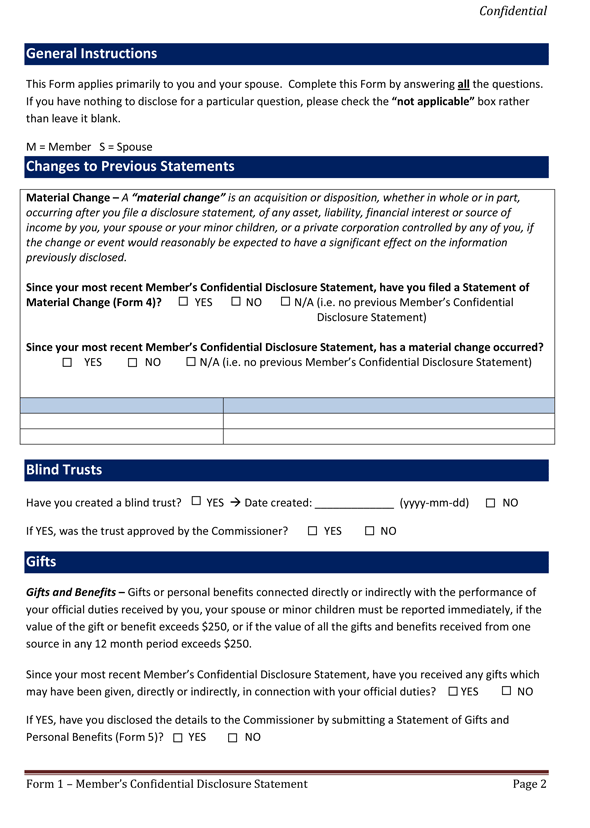 Confidential
General Instructions
This Form applies primarily to you and your spouse.  Complete this Form by answering all the questions.
If you have nothing to disclose for a particular question, please check the “not applicable” box rather
than leave it blank.
M = Member   S = Spouse
Changes to Previous Statements
Material Change – A “material change” is an acquisition or disposition, whether in whole or in part,
occurring after you file a disclosure statement, of any asset, liability, financial interest or source of
income by you, your spouse or your minor children, or a private corporation controlled by any of you, if
the change or event would reasonably be expected to have a significant effect on the information
previously disclosed.
Since your most recent Member’s Confidential Disclosure Statement, have you filed a Statement of
Material Change (Form 4)?   ☐ YES   ☐ NO   ☐ N/A (i.e. no previous Member’s Confidential
Disclosure Statement)
Since your most recent Member’s Confidential Disclosure Statement, has a material change occurred?
☐ YES   ☐ NO   ☐ N/A (i.e. no previous Member’s Confidential Disclosure Statement)
Blind Trusts
Have you created a blind trust?   ☐ YES → Date created: _____________ (yyyy-mm-dd)   ☐ NO
If YES, was the trust approved by the Commissioner?   ☐ YES   ☐ NO
Gifts
Gifts and Benefits – Gifts or personal benefits connected directly or indirectly with the performance of
your official duties received by you, your spouse or minor children must be reported immediately, if the
value of the gift or benefit exceeds $250, or if the value of all the gifts and benefits received from one
source in any 12 month period exceeds $250.
Since your most recent Member’s Confidential Disclosure Statement, have you received any gifts which
may have been given, directly or indirectly, in connection with your official duties?   ☐ YES   ☐ NO
If YES, have you disclosed the details to the Commissioner by submitting a Statement of Gifts and
Personal Benefits (Form 5)?   ☐ YES   ☐ NO
Form 1 – Member’s Confidential Disclosure Statement   Page 2